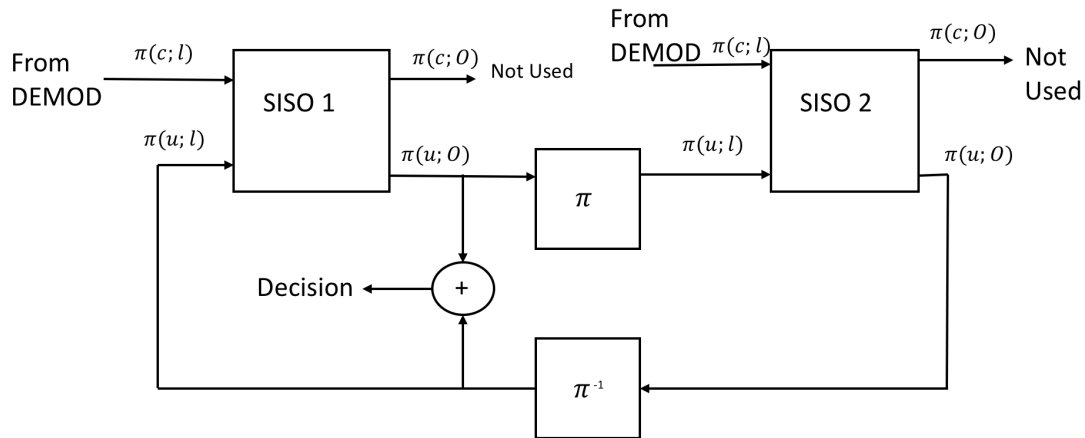 From
DEMOD
π(c; l)
π(u; l)
SISO 1
π(c; O)
Not Used
π(u; O)
π
Decision
+
π -1
From
DEMOD
π(c; l)
π(u; l)
SISO 2
π(c; O)
Not
Used
π(u; O)